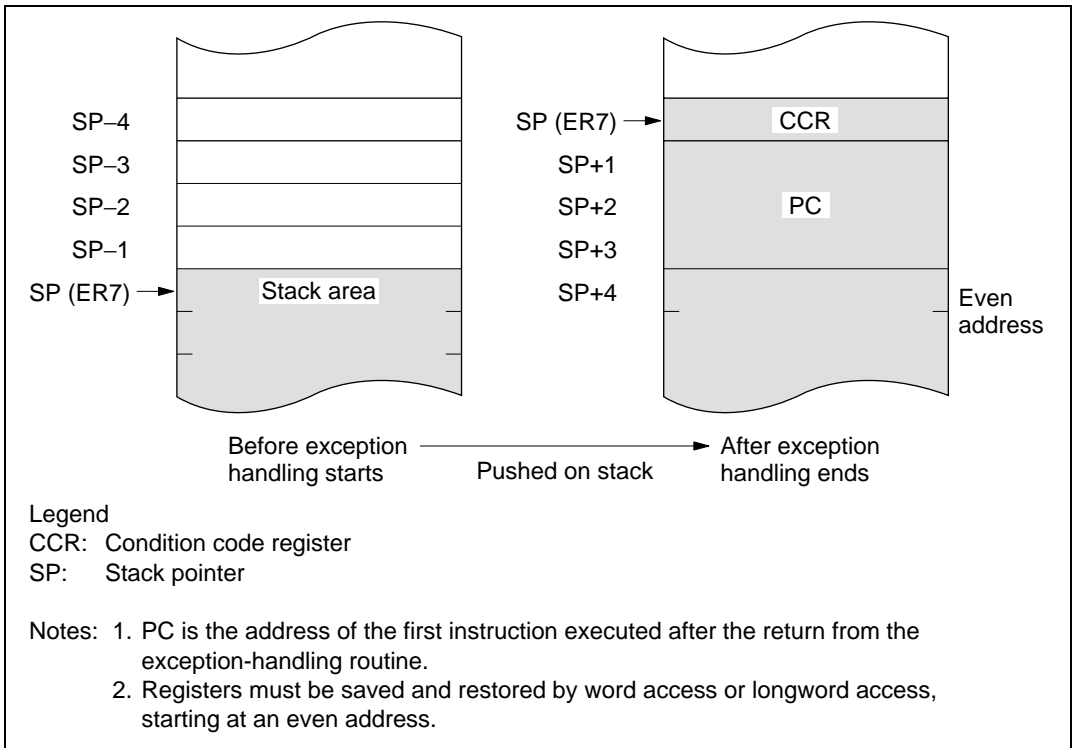 SP–4
SP–3
SP–2
SP–1
SP (ER7)
Stack area
SP (ER7)
SP+1
SP+2
SP+3
SP+4
CCR
PC
Even
address
Before exception
handling starts
Pushed on stack
After exception
handling ends
Legend
CCR: Condition code register
SP: Stack pointer
Notes: 1. PC is the address of the first instruction executed after the return from the
exception-handling routine.
2. Registers must be saved and restored by word access or longword access,
starting at an even address.